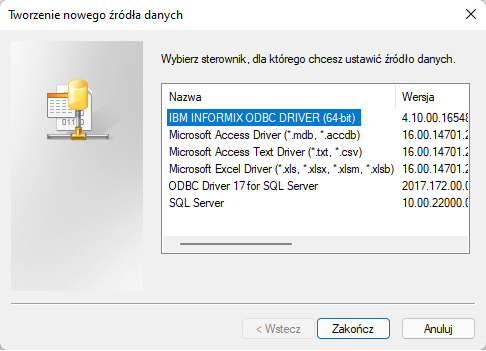 Tworzenie nowego źródła danych
Wybierz sterownik, dla którego chcesz ustawić źródło danych.
Nazwa Wersja
IBM INFORMIX ODBC DRIVER (64-bit) 4.10.00.16548
Microsoft Access Driver (*.mdb, *.accdb) 16.00.14701.2
Microsoft Access Text Driver (*.txt, *.csv) 16.00.14701.2
Microsoft Excel Driver (*.xls, *.xlsx, *.xlsm, *.xlsb) 16.00.14701.2
ODBC Driver 17 for SQL Server 2017.172.00.0
SQL Server 10.00.22000.0
< Wstecz Zakończ Anuluj